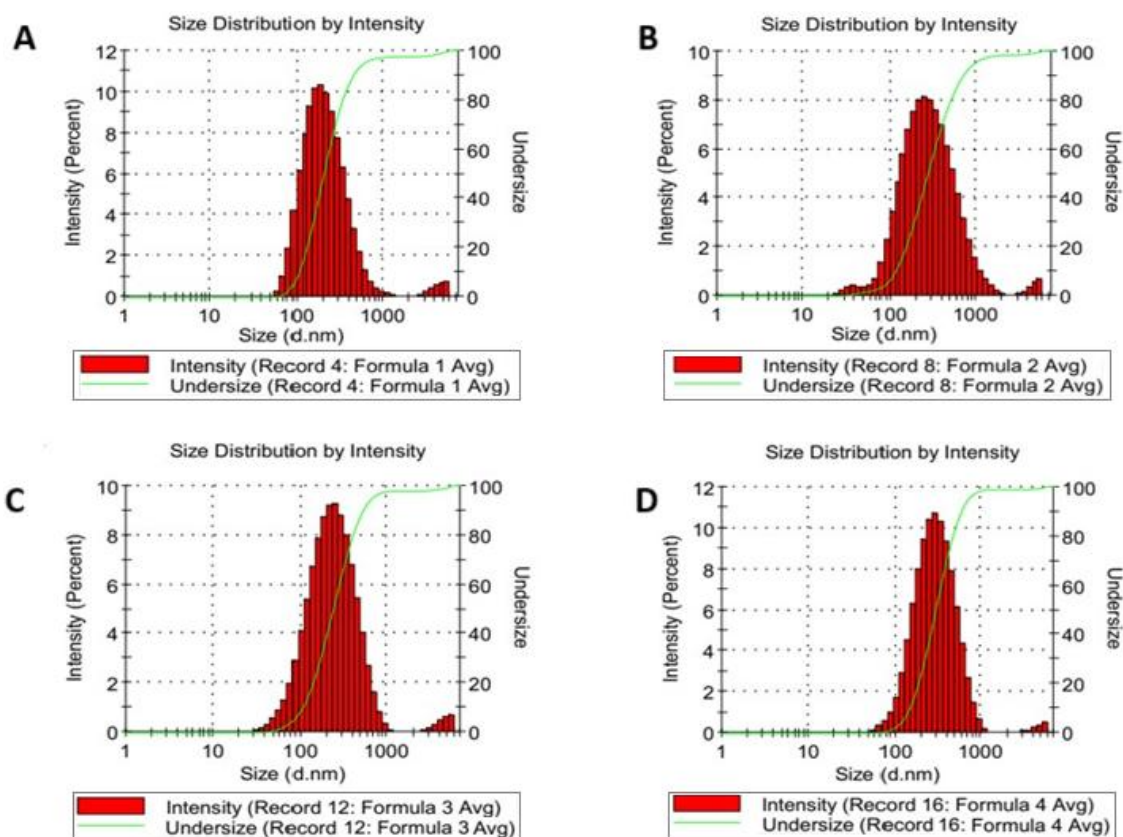 A
Size Distribution by Intensity
12
10
8
6
4
2
0
Intensity (Percent)
100
80
60
40
20
0
Undersize
1 10 100 1000
Size (d.nm)
Intensity (Record 4: Formula 1 Avg)
Undersize (Record 4: Formula 1 Avg)
B
Size Distribution by Intensity
10
8
6
4
2
0
Intensity (Percent)
100
80
60
40
20
0
Undersize
1 10 100 1000
Size (d.nm)
Intensity (Record 8: Formula 2 Avg)
Undersize (Record 8: Formula 2 Avg)
C
Size Distribution by Intensity
10
8
6
4
2
0
Intensity (Percent)
100
80
60
40
20
0
Undersize
1 10 100 1000
Size (d.nm)
Intensity (Record 12: Formula 3 Avg)
Undersize (Record 12: Formula 3 Avg)
D
Size Distribution by Intensity
12
10
8
6
4
2
0
Intensity (Percent)
100
80
60
40
20
0
Undersize
1 10 100 1000
Size (d.nm)
Intensity (Record 16: Formula 4 Avg)
Undersize (Record 16: Formula 4 Avg)